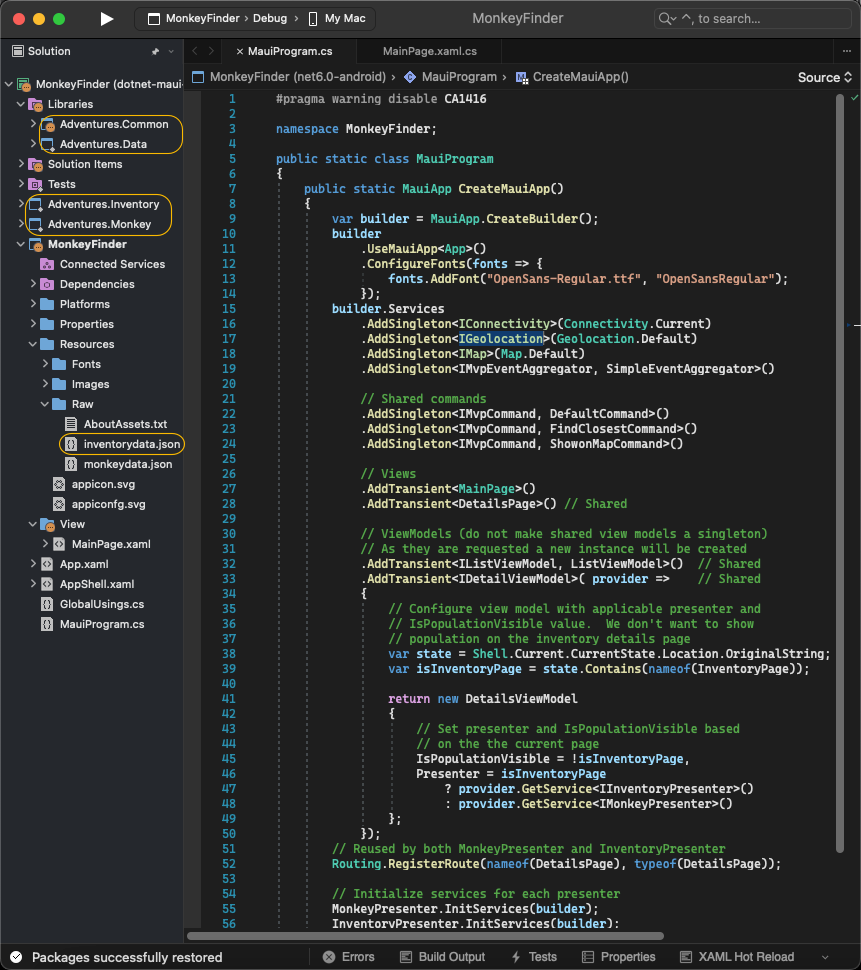 MonkeyFinder › Debug › My Mac
MonkeyFinder
^, to search...
Solution
MonkeyFinder (dotnet-maui-
Libraries
Adventures.Common
Adventures.Data
Solution Items
Tests
Adventures.Inventory
Adventures.Monkey
MonkeyFinder
Connected Services
Dependencies
Platforms
Properties
Resources
Fonts
Images
Raw
AboutAssets.txt
inventorydata.json
monkeydata.json
appicon.svg
appiconfg.svg
View
MainPage.xaml
App.xaml
AppShell.xaml
GlobalUsings.cs
MauiProgram.cs
× MauiProgram.cs
MainPage.xaml.cs
MonkeyFinder (net6.0-android) › MauiProgram › CreateMauiApp()
Source
1 #pragma warning disable CA1416
2
3 namespace MonkeyFinder;
4
5 public static class MauiProgram
6 {
7 public static MauiApp CreateMauiApp()
8 {
9 var builder = MauiApp.CreateBuilder();
10 builder
11 .UseMauiApp<App>()
12 .ConfigureFonts(fonts => {
13 fonts.AddFont("OpenSans-Regular.ttf", "OpenSansRegular");
14 });
15 builder.Services
16 .AddSingleton<IConnectivity>(Connectivity.Current)
17 .AddSingleton<IGeolocation>(Geolocation.Default)
18 .AddSingleton<IMap>(Map.Default)
19 .AddSingleton<IMvpEventAggregator, SimpleEventAggregator>()
20
21 // Shared commands
22 .AddSingleton<IMvpCommand, DefaultCommand>()
23 .AddSingleton<IMvpCommand, FindClosestCommand>()
24 .AddSingleton<IMvpCommand, ShowonMapCommand>()
25
26 // Views
27 .AddTransient<MainPage>()
28 .AddTransient<DetailsPage>() // Shared
29
30 // ViewModels (do not make shared view models a singleton)
31 // As they are requested a new instance will be created
32 .AddTransient<IListViewModel, ListViewModel>() // Shared
33 .AddTransient<IDetailViewModel>( provider => // Shared
34 {
35 // Configure view model with applicable presenter and
36 // IsPopulationVisible value. We don't want to show
37 // population on the inventory details page
38 var state = Shell.Current.CurrentState.Location.OriginalString;
39 var isInventoryPage = state.Contains(nameof(InventoryPage));
40
41 return new DetailsViewModel
42 {
43 // Set presenter and IsPopulationVisible based
44 // on the the current page
45 IsPopulationVisible = !isInventoryPage,
46 Presenter = isInventoryPage
47 ? provider.GetService<IInventoryPresenter>()
48 : provider.GetService<IMonkeyPresenter>()
49 };
50 });
51 // Reused by both MonkeyPresenter and InventoryPresenter
52 Routing.RegisterRoute(nameof(DetailsPage), typeof(DetailsPage));
53
54 // Initialize services for each presenter
55 MonkeyPresenter.InitServices(builder);
56 InventoryPresenter.InitServices(builder);
Packages successfully restored
Errors
Build Output
Tests
Properties
XAML Hot Reload